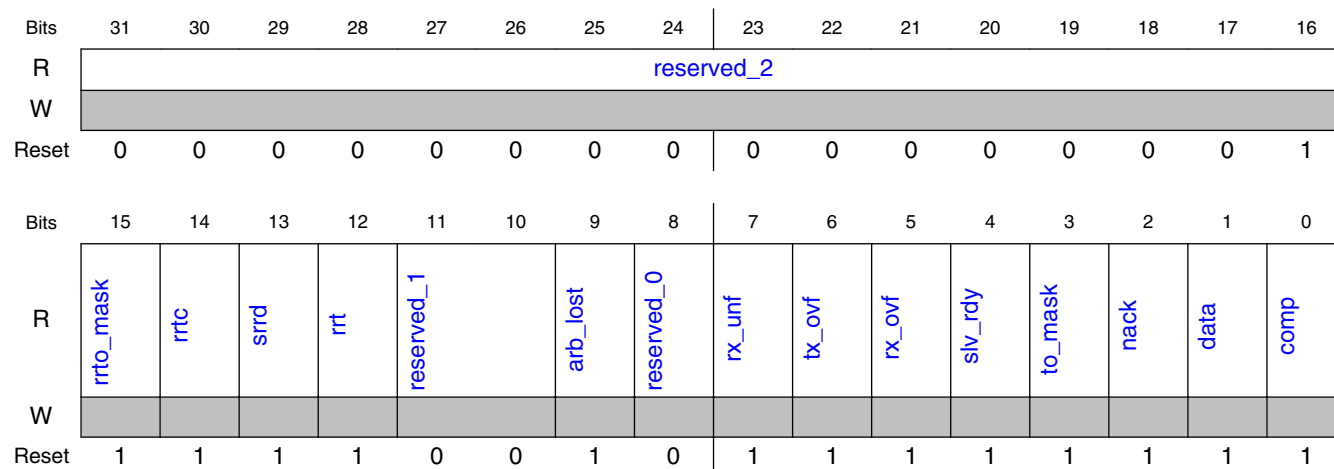 Bits 31 30 29 28 27 26 25 24 23 22 21 20 19 18 17 16
R reserved_2
W
Reset 0 0 0 0 0 0 0 0 0 0 0 0 0 0 0 1
Bits 15 14 13 12 11 10 9 8 7 6 5 4 3 2 1 0
R rrto_mask rrtc srrd rrt reserved_1 arb_lost reserved_0 rx_unf tx_ovf rx_ovf slv_rdy to_mask nack data comp
W
Reset 1 1 1 1 0 0 1 0 1 1 1 1 1 1 1 1